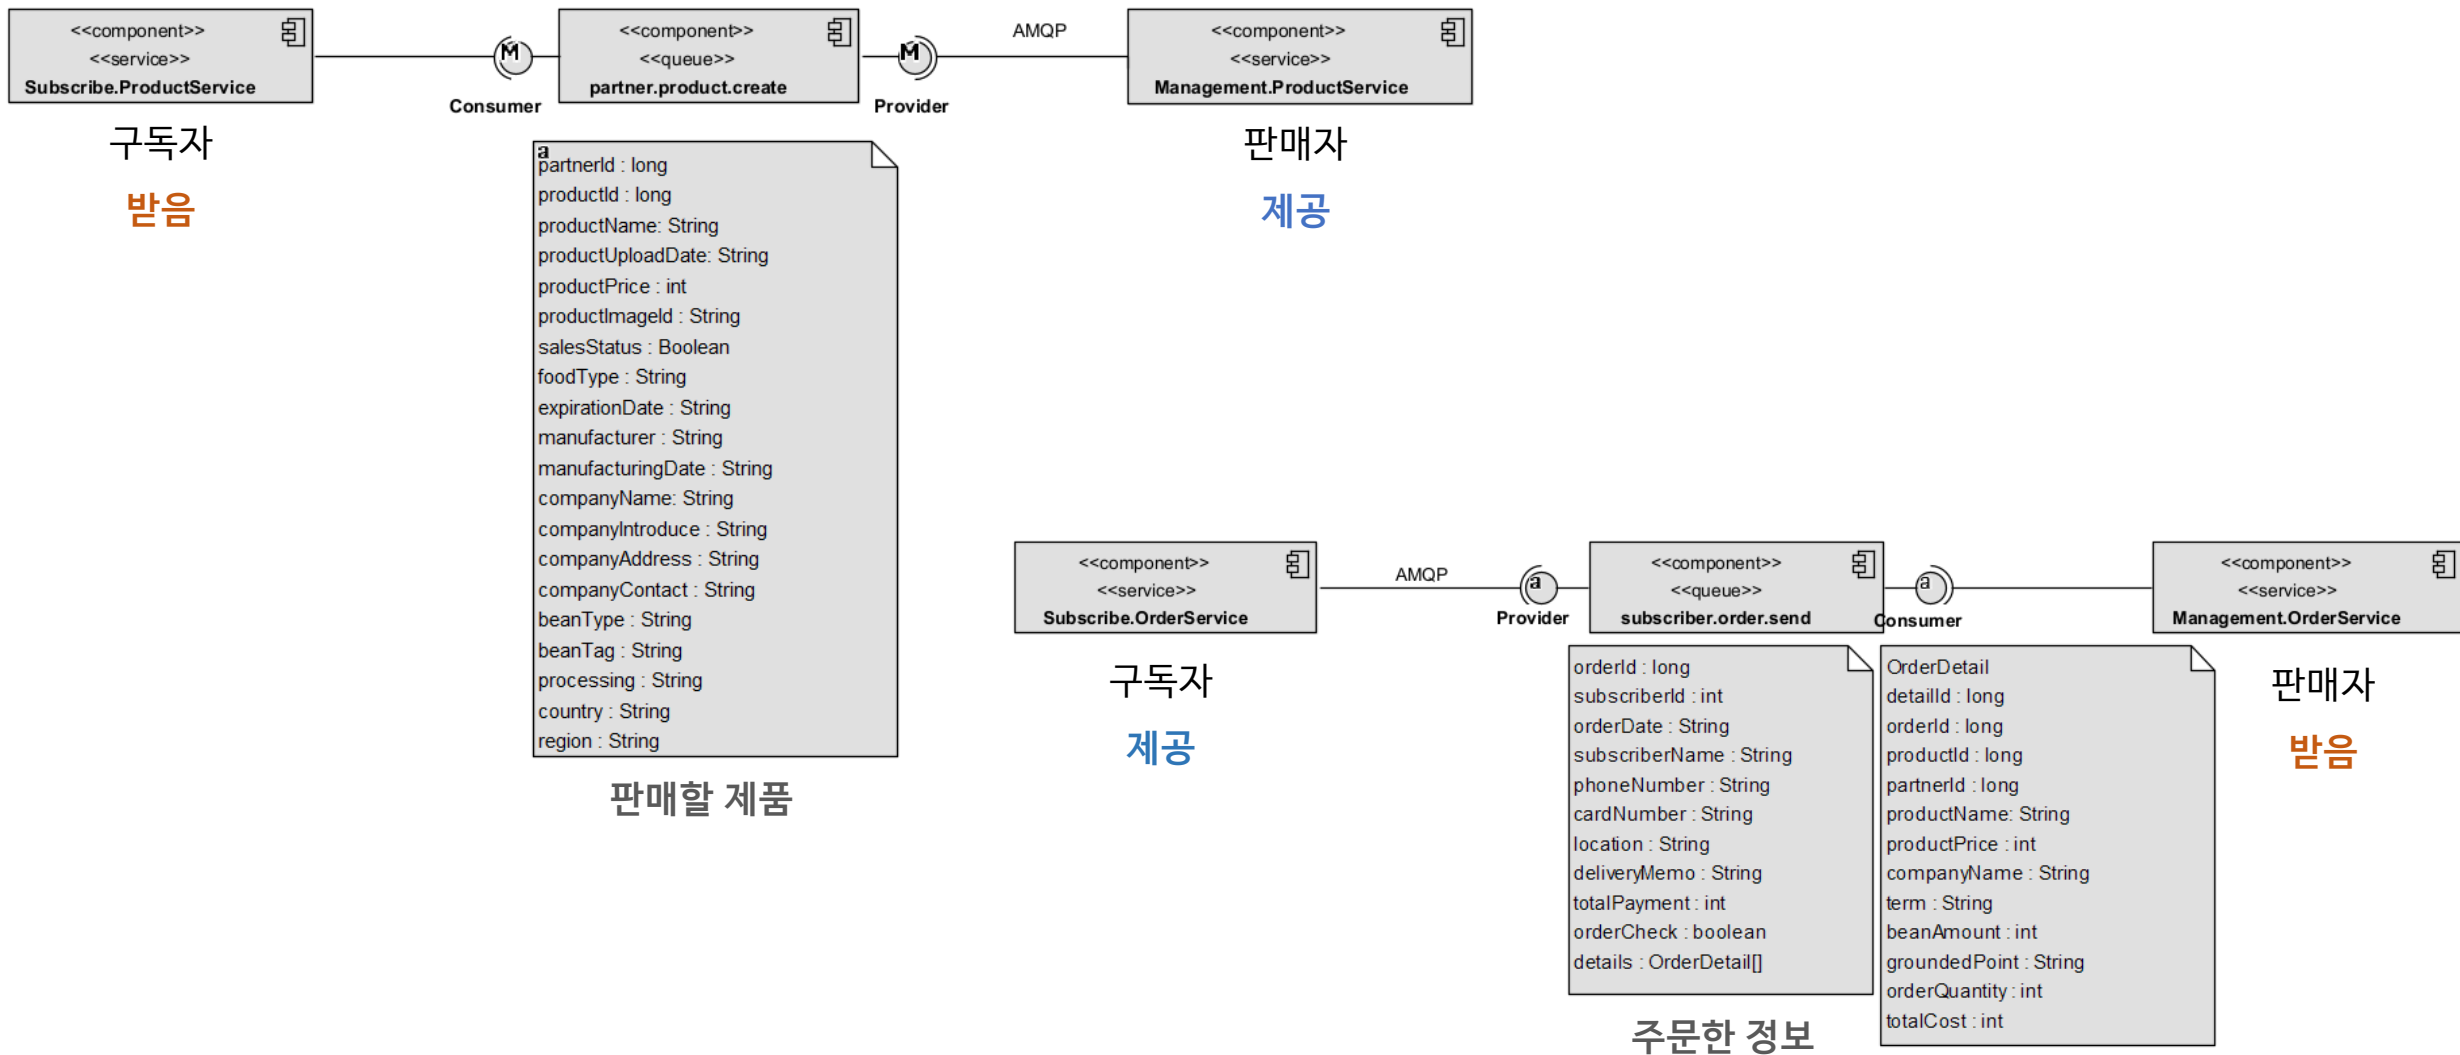 <<component>>
<<service>>
Subscribe.ProductService
M
Consumer
<<component>>
<<queue>>
partner.product.create
M
Provider
AMQP
<<component>>
<<service>>
Management.ProductService
구독자
받음
판매자
제공
a
partnerId : long
productId : long
productName: String
productUploadDate: String
productPrice : int
productImageId : String
salesStatus : Boolean
foodType : String
expirationDate : String
manufacturer : String
manufacturingDate : String
companyName: String
companyIntroduce : String
companyAddress : String
companyContact : String
beanType : String
beanTag : String
processing : String
country : String
region : String
판매할 제품
<<component>>
<<service>>
Subscribe.OrderService
AMQP
a
Provider
<<component>>
<<queue>>
subscriber.order.send
a
Consumer
<<component>>
<<service>>
Management.OrderService
구독자
제공
판매자
받음
orderId : long
subscriberId : int
orderDate : String
subscriberName : String
phoneNumber : String
cardNumber : String
location : String
deliveryMemo : String
totalPayment : int
orderCheck : boolean
details : OrderDetail[]
OrderDetail
detailId : long
orderId : long
productId : long
partnerId : long
productName: String
productPrice : int
companyName : String
term : String
beanAmount : int
groundedPoint : String
orderQuantity : int
totalCost : int
주문한 정보